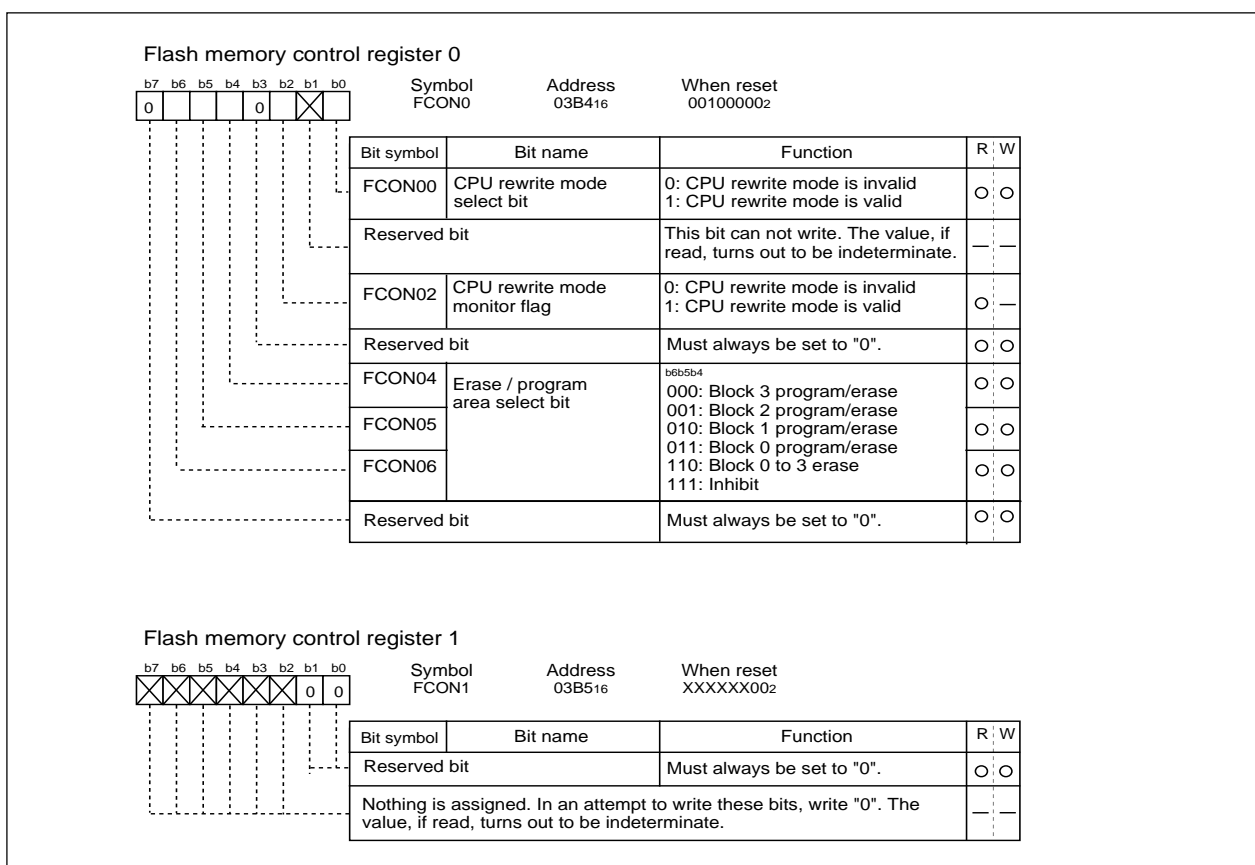 Flash memory control register 0
b7 b6 b5 b4 b3 b2 b1 b0
Symbol Address When reset
0 0 FCON0 03B416 001000002
Bit symbol Bit name Function R W
FCON00 CPU rewrite mode 0: CPU rewrite mode is invalid
select bit 1: CPU rewrite mode is valid
Reserved bit This bit can not write. The value, if
read, turns out to be indeterminate.
FCON02 CPU rewrite mode 0: CPU rewrite mode is invalid
monitor flag 1: CPU rewrite mode is valid
Reserved bit Must always be set to "0".
FCON04 Erase / program b6b5b4
area select bit 000: Block 3 program/erase
001: Block 2 program/erase
FCON05 010: Block 1 program/erase
011: Block 0 program/erase
FCON06 110: Block 0 to 3 erase
111: Inhibit
Reserved bit Must always be set to "0".
Flash memory control register 1
b7 b6 b5 b4 b3 b2 b1 b0
Symbol Address When reset
0 0 FCON1 03B516 XXXXXX002
Bit symbol Bit name Function R W
Reserved bit Must always be set to "0".
Nothing is assigned. In an attempt to write these bits, write "0". The
value, if read, turns out to be indeterminate.